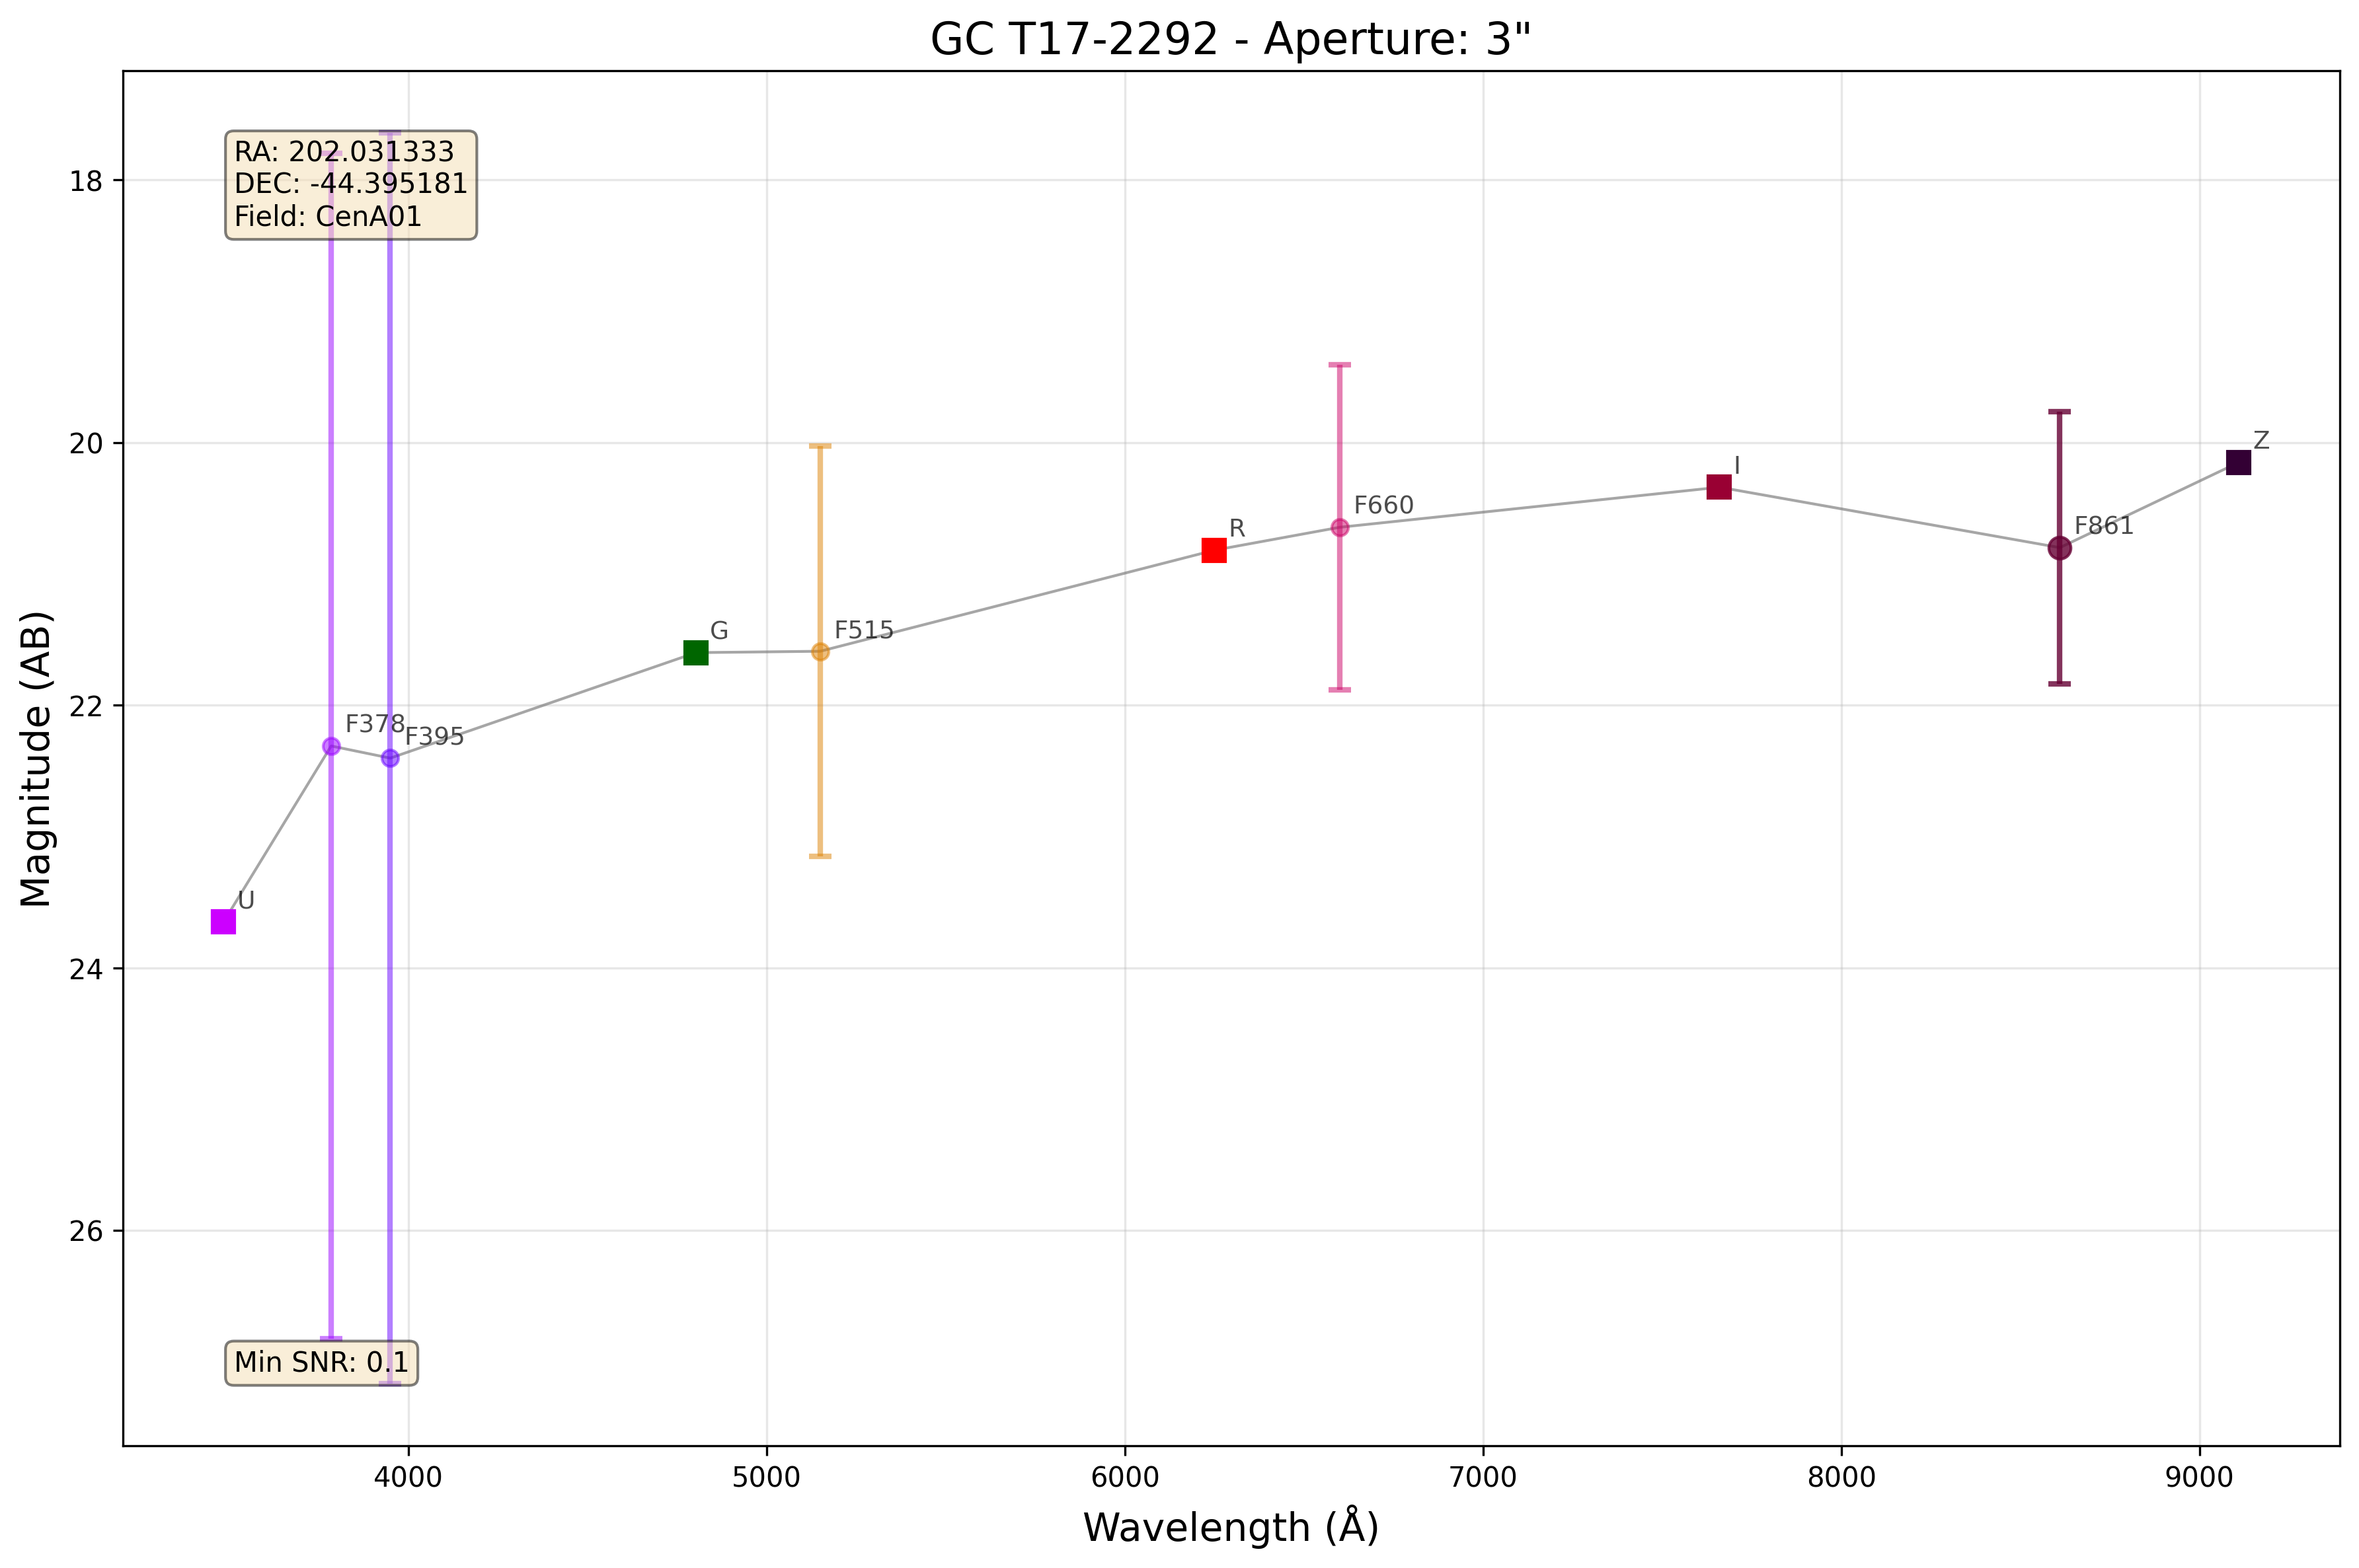 GC T17-2292 - Aperture: 3"
RA: 202.031333
DEC: -44.395181
Field: CenA01
18
20
22
24
26
Magnitude (AB)
Z
I
F861
F660
R
F515
G
F378
F395
U
Min SNR: 0.1
4000
5000
6000
7000
8000
9000
Wavelength (Å)